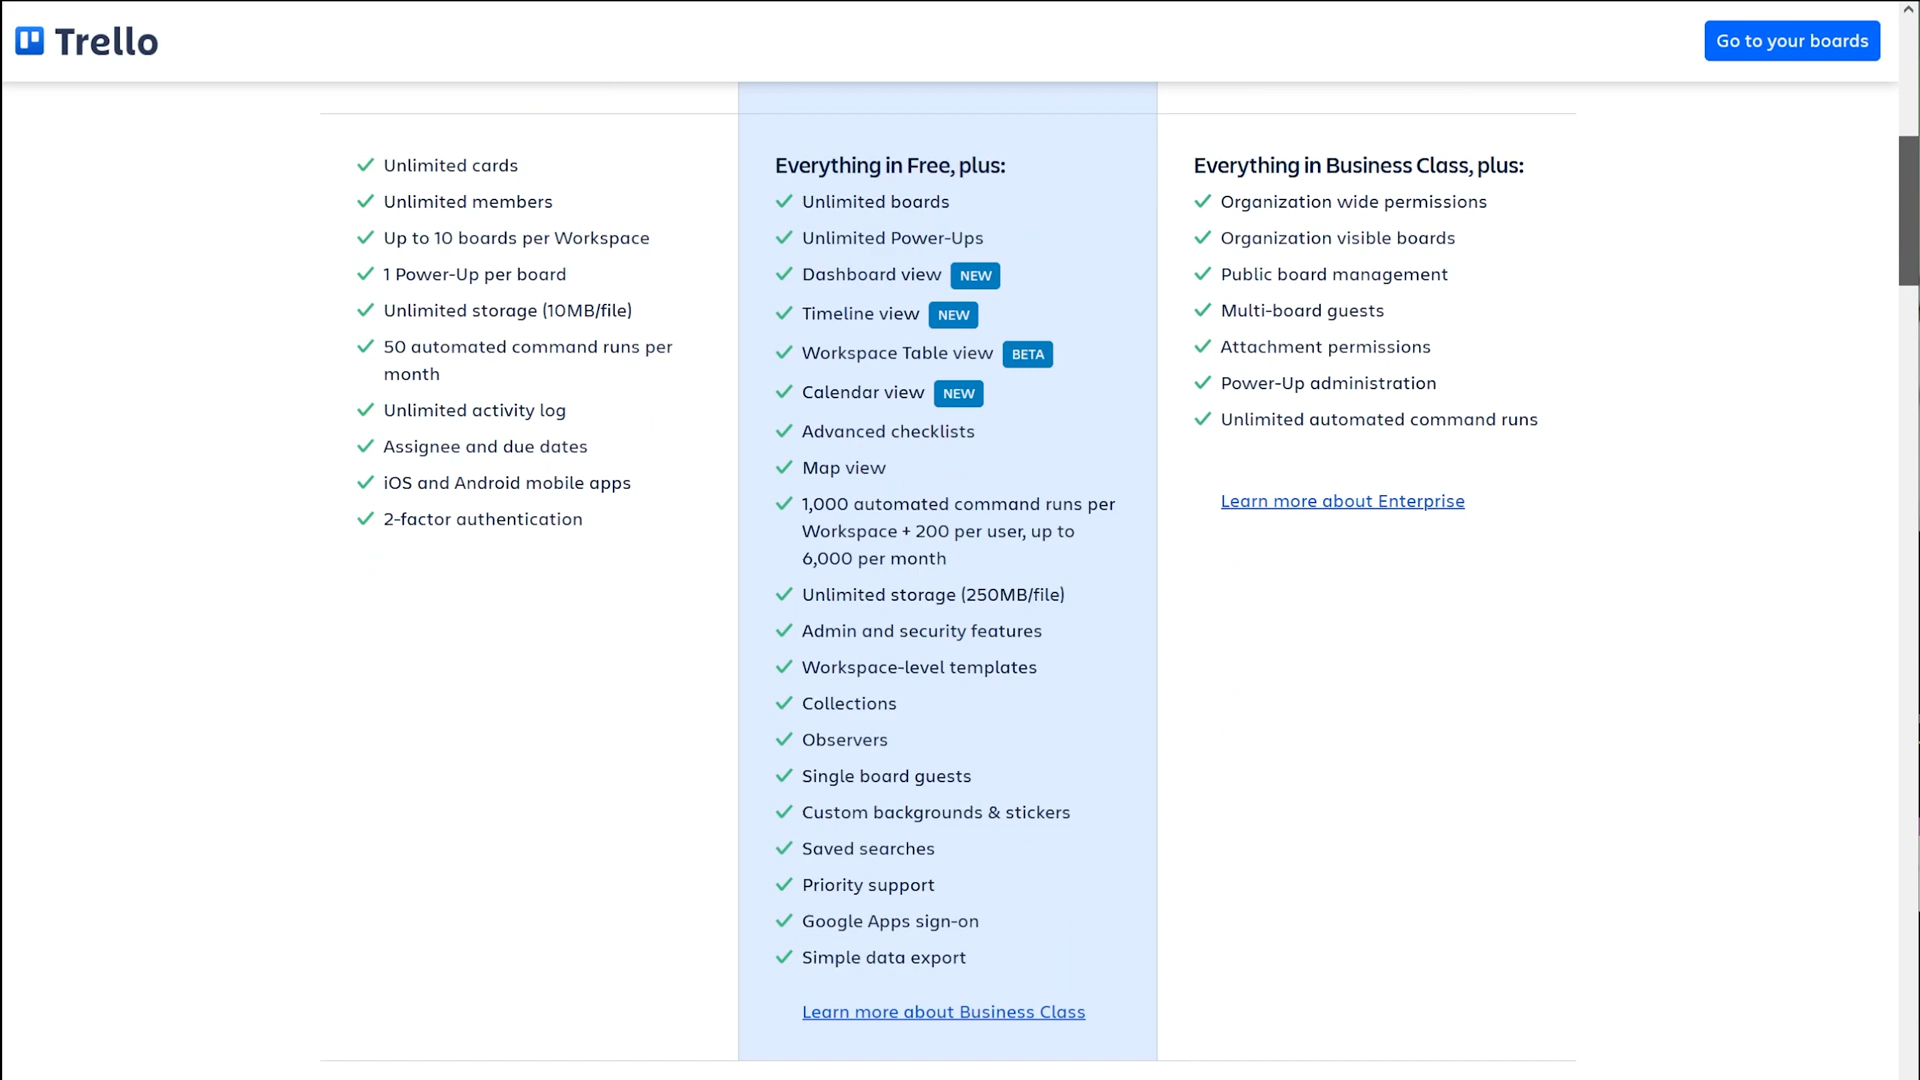 Trello
Go to your boards
Unlimited cards
Unlimited members
Up to 10 boards per Workspace
1 Power-Up per board
Unlimited storage (10MB/file)
50 automated command runs per
month
Unlimited activity log
Assignee and due dates
iOS and Android mobile apps
2-factor authentication
Everything in Free, plus:
Unlimited boards
Unlimited Power-Ups
Dashboard view NEW
Timeline view NEW
Workspace Table view BETA
Calendar view NEW
Advanced checklists
Map view
1,000 automated command runs per
Workspace + 200 per user, up to
6,000 per month
Unlimited storage (250MB/file)
Admin and security features
Workspace-level templates
Collections
Observers
Single board guests
Custom backgrounds & stickers
Saved searches
Priority support
Google Apps sign-on
Simple data export
Learn more about Business Class
Everything in Business Class, plus:
Organization wide permissions
Organization visible boards
Public board management
Multi-board guests
Attachment permissions
Power-Up administration
Unlimited automated command runs
Learn more about Enterprise